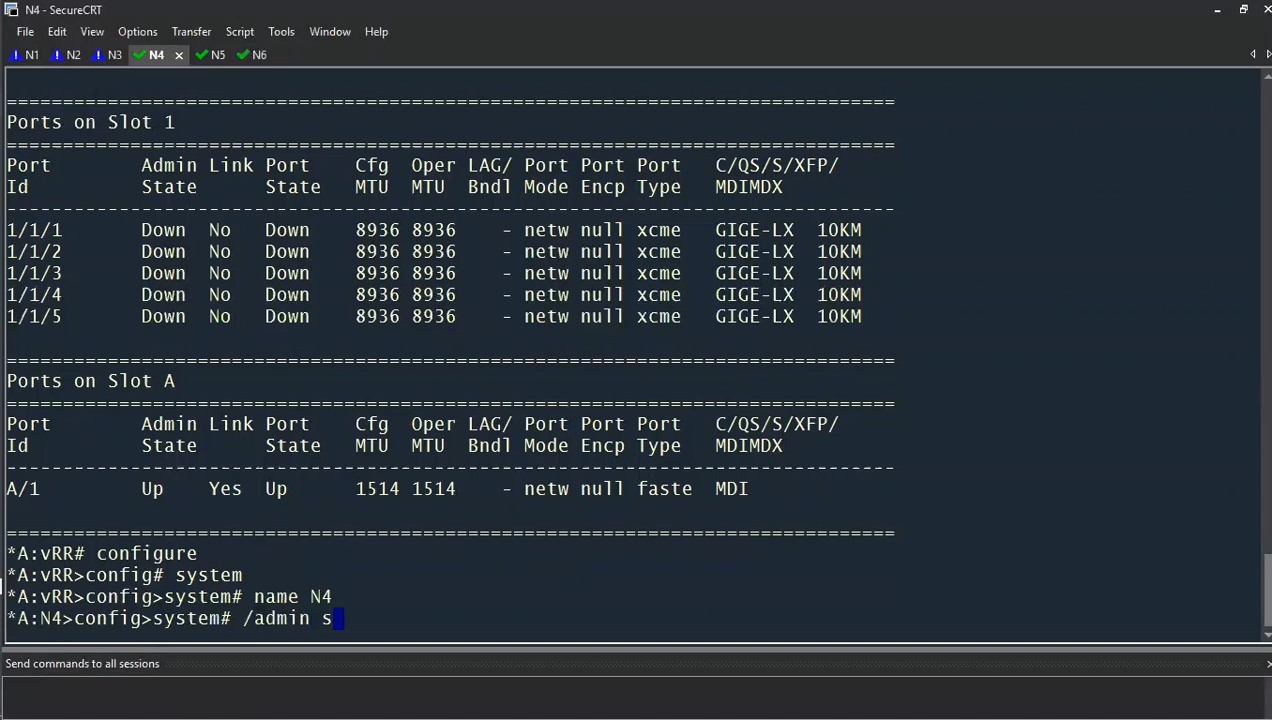 N4 - SecureCRT
File Edit View Options Transfer Script Tools Window Help
N1 N2 N3 N4 N5 N6
===============================================================================
Ports on Slot 1
===============================================================================
Port Admin Link Port Cfg Oper LAG/ Port Port Port C/QS/S/XFP/
Id State State MTU MTU Bndl Mode Encp Type MDIMDX
-------------------------------------------------------------------------------
1/1/1 Down No Down 8936 8936 - netw null xcme GIGE-LX 10KM
1/1/2 Down No Down 8936 8936 - netw null xcme GIGE-LX 10KM
1/1/3 Down No Down 8936 8936 - netw null xcme GIGE-LX 10KM
1/1/4 Down No Down 8936 8936 - netw null xcme GIGE-LX 10KM
1/1/5 Down No Down 8936 8936 - netw null xcme GIGE-LX 10KM
===============================================================================
Ports on Slot A
===============================================================================
Port Admin Link Port Cfg Oper LAG/ Port Port Port C/QS/S/XFP/
Id State State MTU MTU Bndl Mode Encp Type MDIMDX
-------------------------------------------------------------------------------
A/1 Up Yes Up 1514 1514 - netw null faste MDI
===============================================================================
*A:vRR# configure
*A:vRR>config# system
*A:vRR>config>system# name N4
*A:N4>config>system# /admin s
Send commands to all sessions